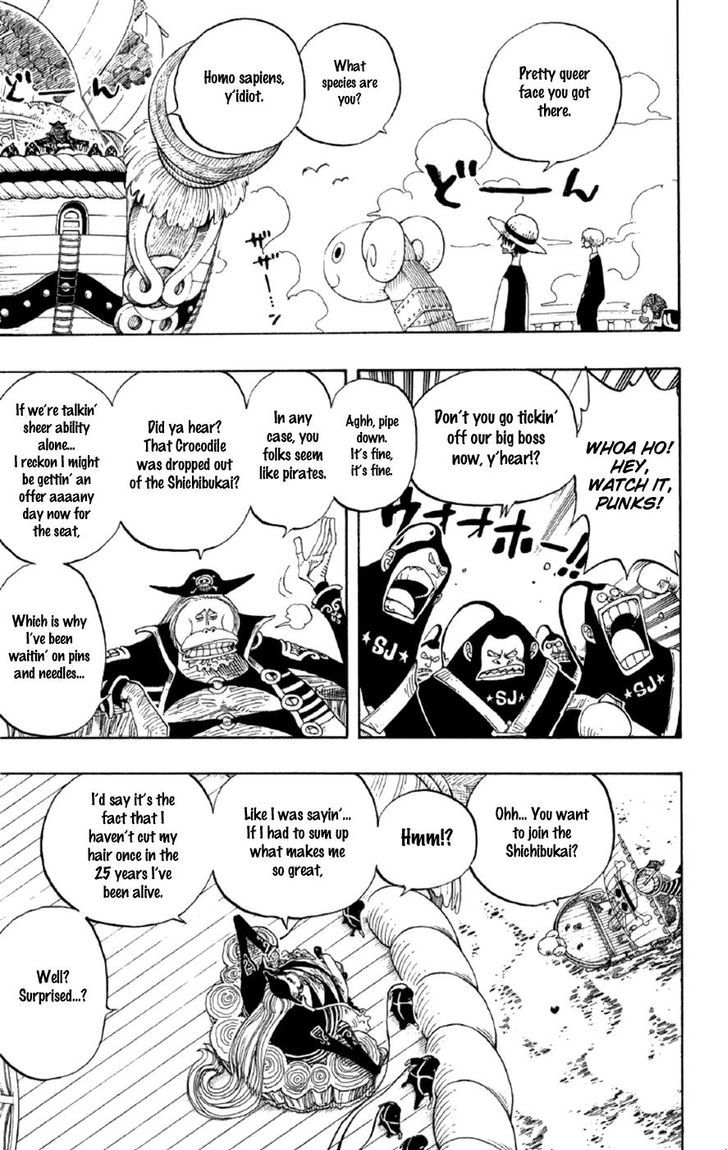 Pretty queer
face you got
there.
ど ー ん
What
species are
you?
Homo sapiens,
y'idiot.
ど ー ん
ザザーン
WHOA HO!
HEY,
WATCH IT,
PUNKS!
Don't you go tickin'
off our big boss
now, y'hear!?
ウォオホー!!
SJ
SJ
SJ
Aghh, pipe
down.
It's fine,
it's fine.
In any
case, you
folks seem
like pirates.
Did ya hear?
That Crocodile
was dropped out
of the Shichibukai?
If we're talkin'
sheer ability
alone...
I reckon I might
be gettin' an
offer aaaany
day now for
the seat,
Which is why
I've been
waitin' on pins
and needles...
Ohh... You want
to join the
Shichibukai?
Hmm!?
Like I was sayin'...
If I had to sum up
what makes me
so great,
I'd say it's the
fact that I
haven't cut my
hair once in the
25 years I've
been alive.
Well?
Surprised...?